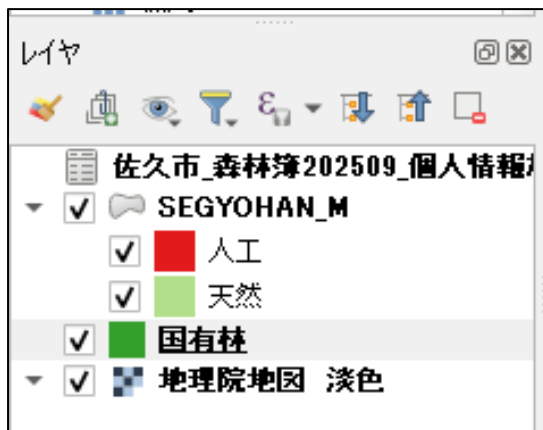 レイヤ
佐久市_森林簿202509_個人情報
SEGYOHAN_M
人工
天然
国有林
地理院地図 淡色